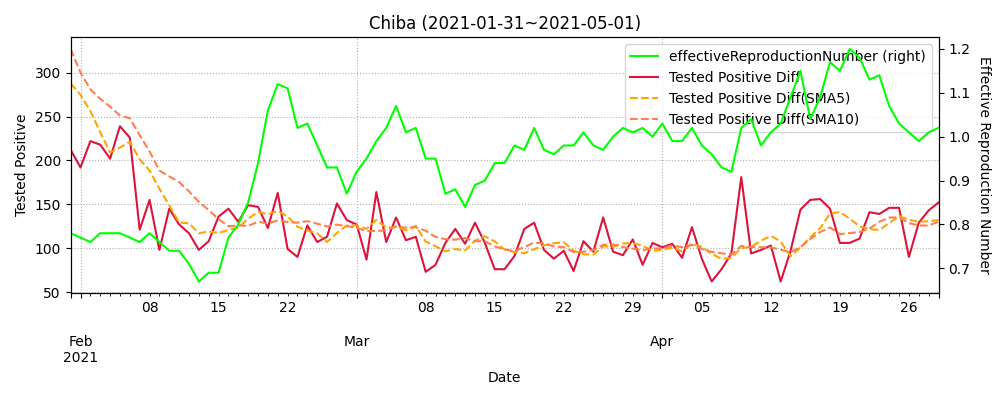 Chiba (2021-01-31~2021-05-01)
effectiveReproductionNumber (right)
Tested Positive Diff
Tested Positive Diff(SMA5)
Tested Positive Diff(SMA10)
Tested Positive
300
250
200
150
100
50
1.2
1.1
1.0
0.9
0.8
0.7
Effective Reproduction Number
08 15 22 08 15 22 29 05 12 19 26
Feb Mar Apr
2021
Date